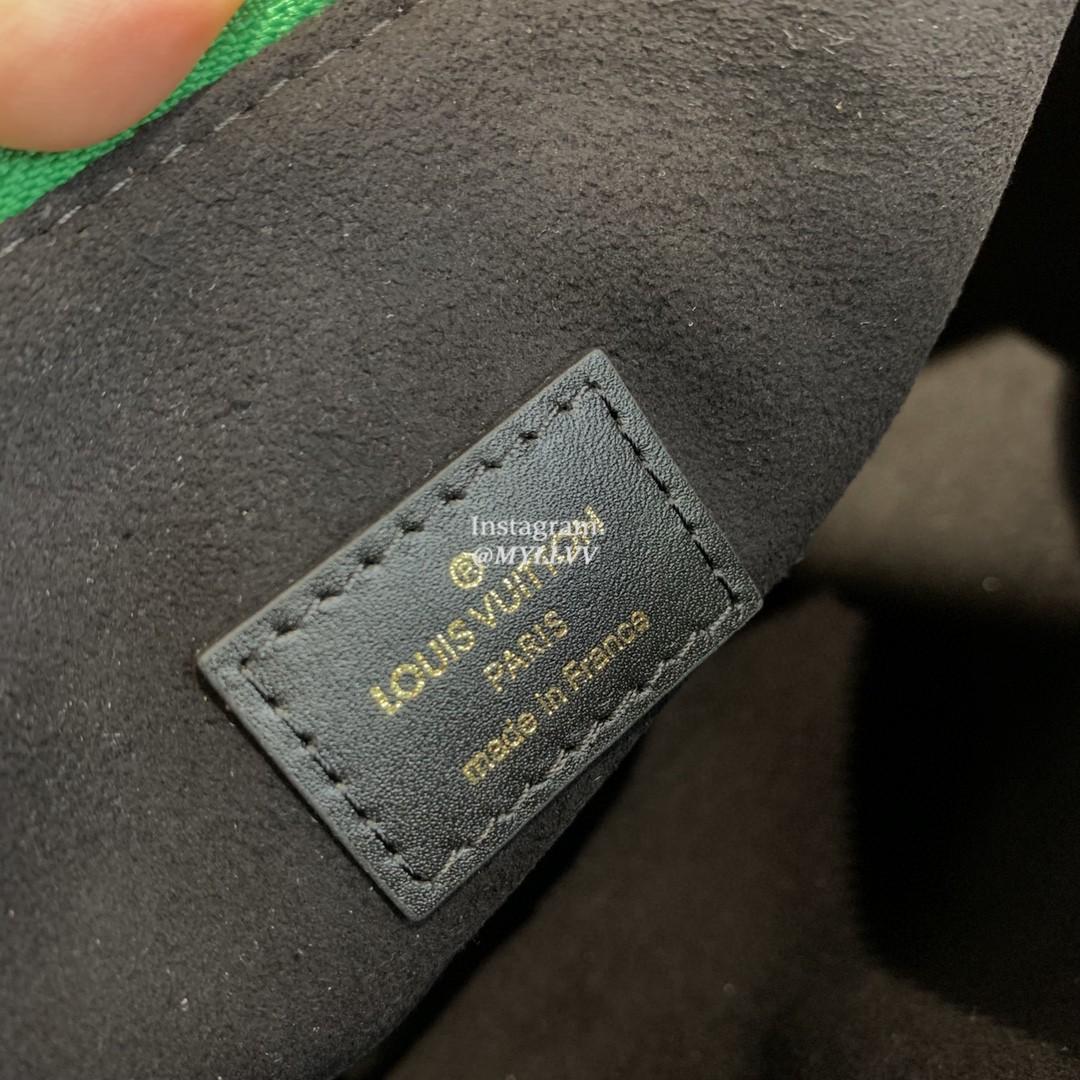 Instagram:
@MYLLVV
®
LOUIS VUITTON
PARIS
made in France